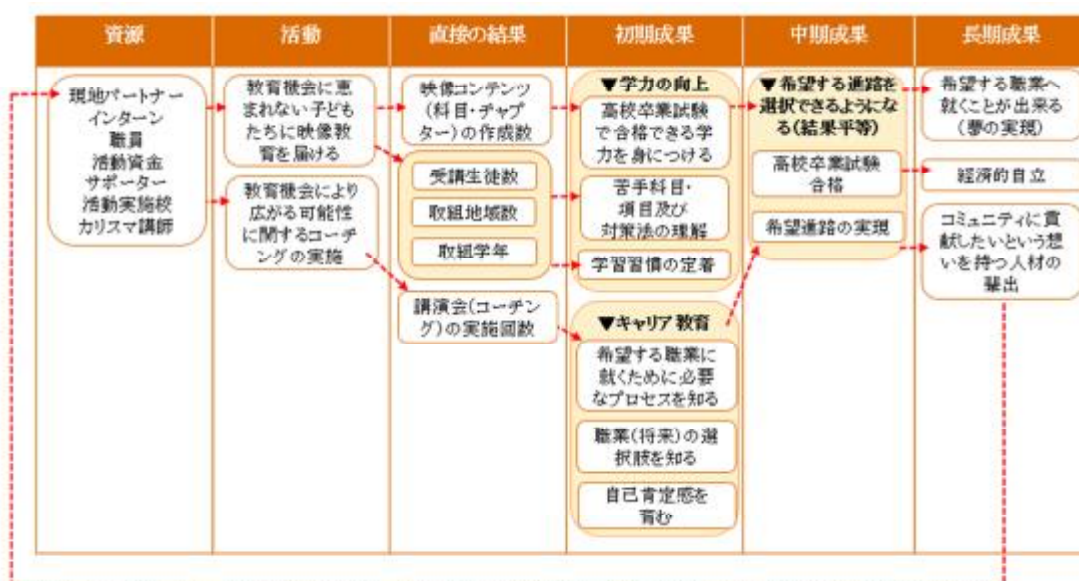 資源
活動
直接の結果
初期成果
中期成果
長期成果
現地パートナー
インターン
職員
活動資金
サポーター
活動実施校
カリスマ講師
教育機会に恵
まれない子ども
たちに映像教
育を届ける
教育機会により
広がる可能性
に関するコーチ
ングの実施
映像コンテンツ
(科目・チャプ
ター)の作成数
受講生徒数
取組地域数
取組学年
講演会(コーチン
グ)の実施回数
▼学力の向上
高校卒業試験
で合格できる学
力を身につける
苦手科目・
項目及び
対策法の理解
学習習慣の定着
▼キャリア教育
希望する職業に
就くために必要
なプロセスを知る
職業(将来)の選
択肢を知る
自己肯定感を
育む
▼希望する進路を
選択できるようにな
る(結果平等)
高校卒業試験
合格
希望進路の実現
希望する職業へ
就くことが出来る
(夢の実現)
経済的自立
コミュニティに貢
献したいという想
いを持つ人材の
輩出